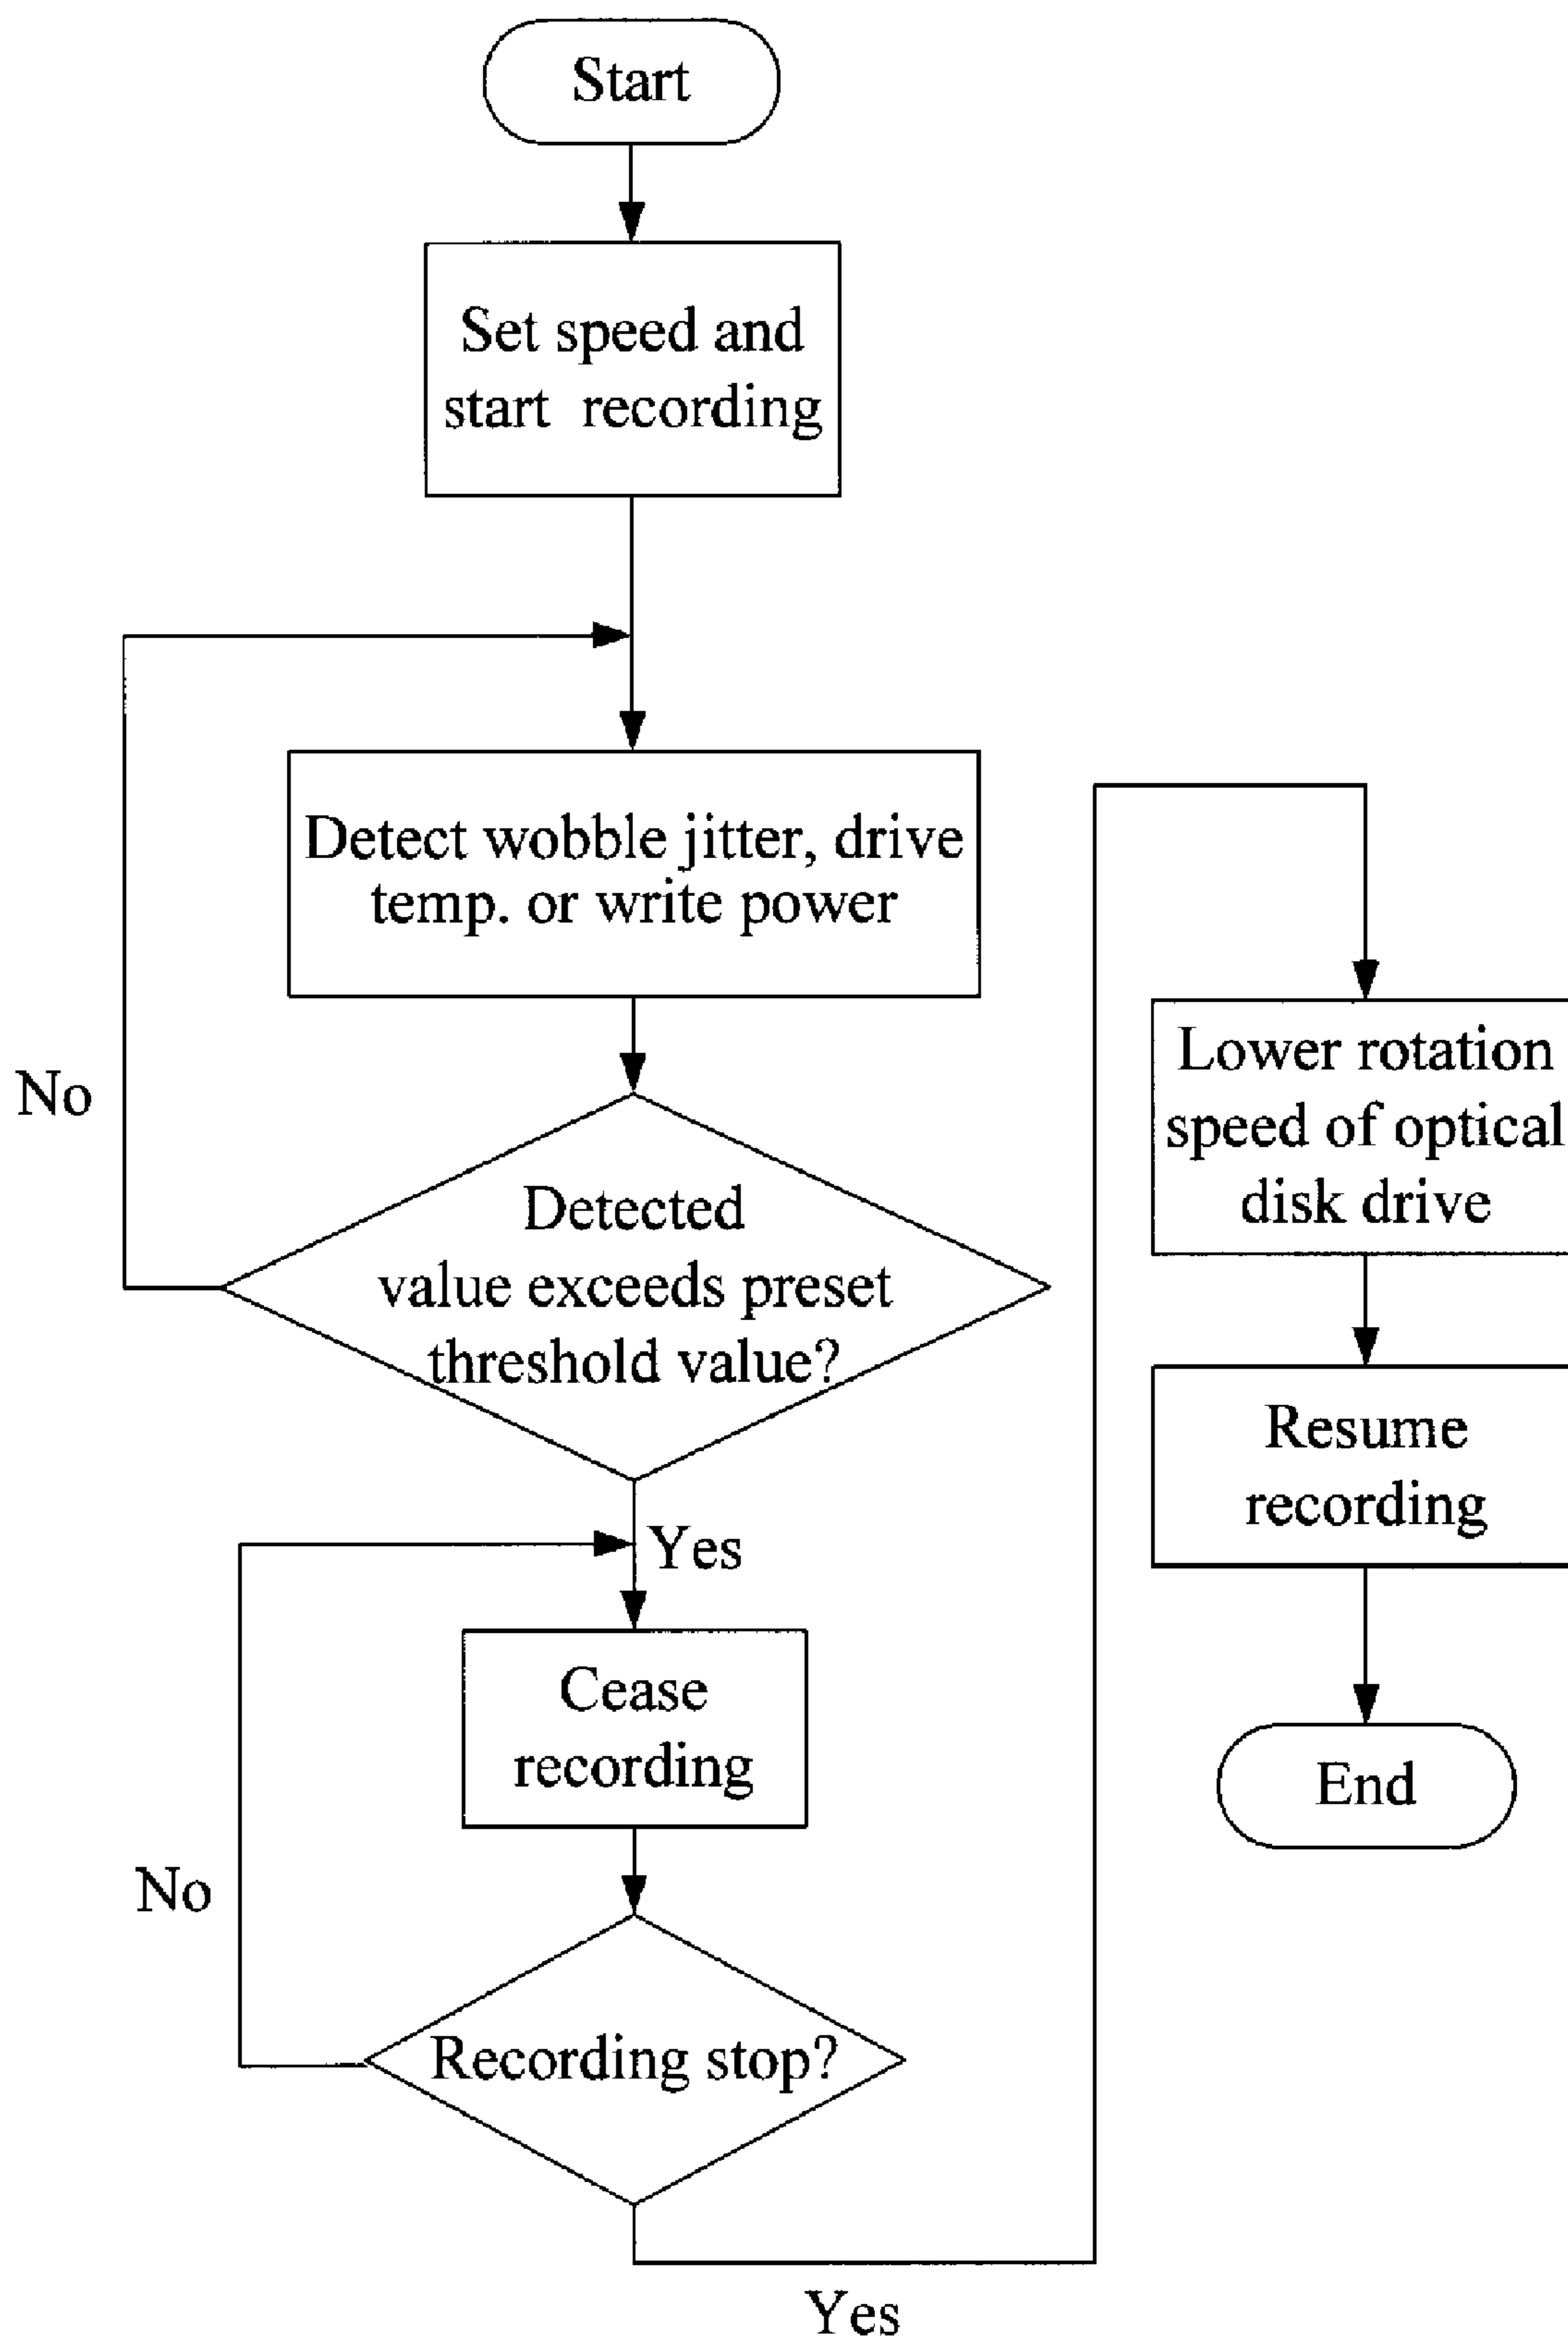 Start
Set speed and
start recording
Detect wobble jitter, drive
temp. or write power
No
Detected
value exceeds preset
threshold value?
Yes
Cease
recording
No
Recording stop?
Yes
Lower rotation
speed of optical
disk drive
Resume
recording
End